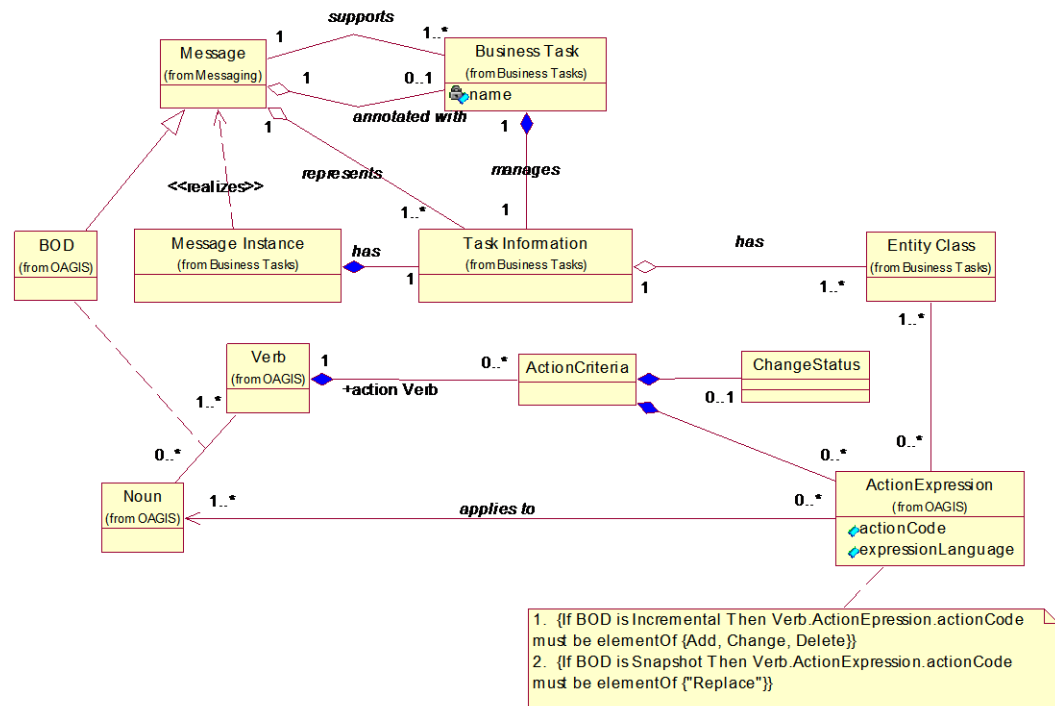 supports
1
1..*
Message
(from Messaging)
Business Task
(from Business Tasks)
name
1
0..1
annotated with
1
1
represents
manages
<<realizes>>
1..*
1
BOD
(from OAGIS)
Message Instance
(from Business Tasks)
has
1
Task Information
(from Business Tasks)
has
1
1..*
Entity Class
(from Business Tasks)
1..*
Verb
(from OAGIS)
1
+action Verb
0..*
ActionCriteria
ChangeStatus
0..1
1..*
0..*
0..*
0..*
Noun
(from OAGIS)
1..*
applies to
0..*
ActionExpression
(from OAGIS)
actionCode
expressionLanguage
1. {If BOD is Incremental Then Verb.ActionEpression.actionCode
must be elementOf {Add, Change, Delete}}
2. {If BOD is Snapshot Then Verb.ActionExpression.actionCode
must be elementOf {"Replace"}}